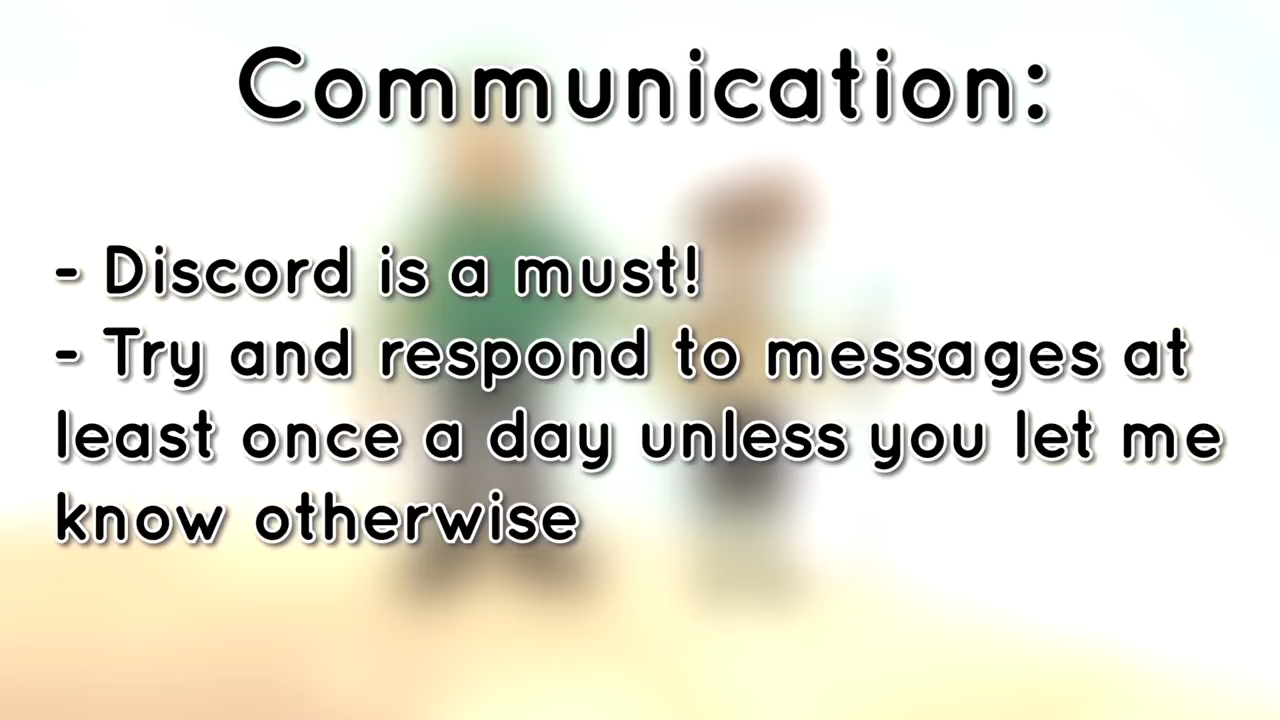 Communication:
- Discord is a must!
- Try and respond to messages at
least once a day unless you let me
know otherwise